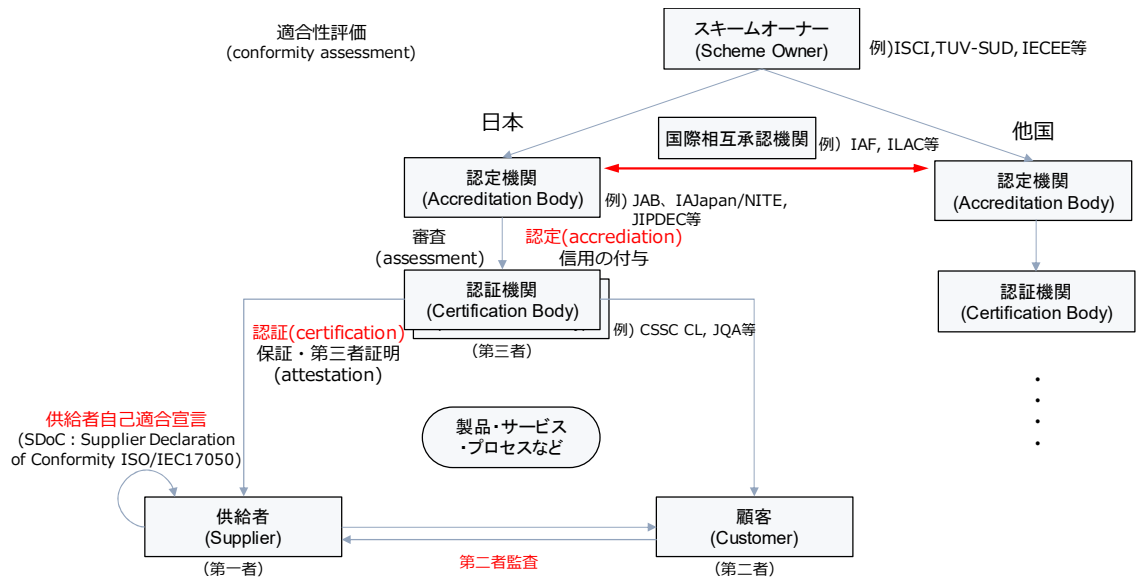 適合性評価
(conformity assessment)
スキームオーナー
(Scheme Owner)
例)ISCI,TUV-SUD, IECEE等
日本
国際相互承認機関
例）IAF, ILAC等
他国
認定機関
(Accreditation Body)
例) JAB、IAJapan/NITE,
JIPDEC等
認定機関
(Accreditation Body)
審査
(assessment)
認定(accrediation)
信用の付与
認証機関
(Certification Body)
例) CSSC CL, JQA等
(第三者)
認証機関
(Certification Body)
認証(certification)
保証・第三者証明
(attestation)
供給者自己適合宣言
(SDoC：Supplier Declaration
of Conformity ISO/IEC17050)
製品・サービス
・プロセスなど
供給者
(Supplier)
(第一者)
第二者監査
顧客
(Customer)
(第二者)